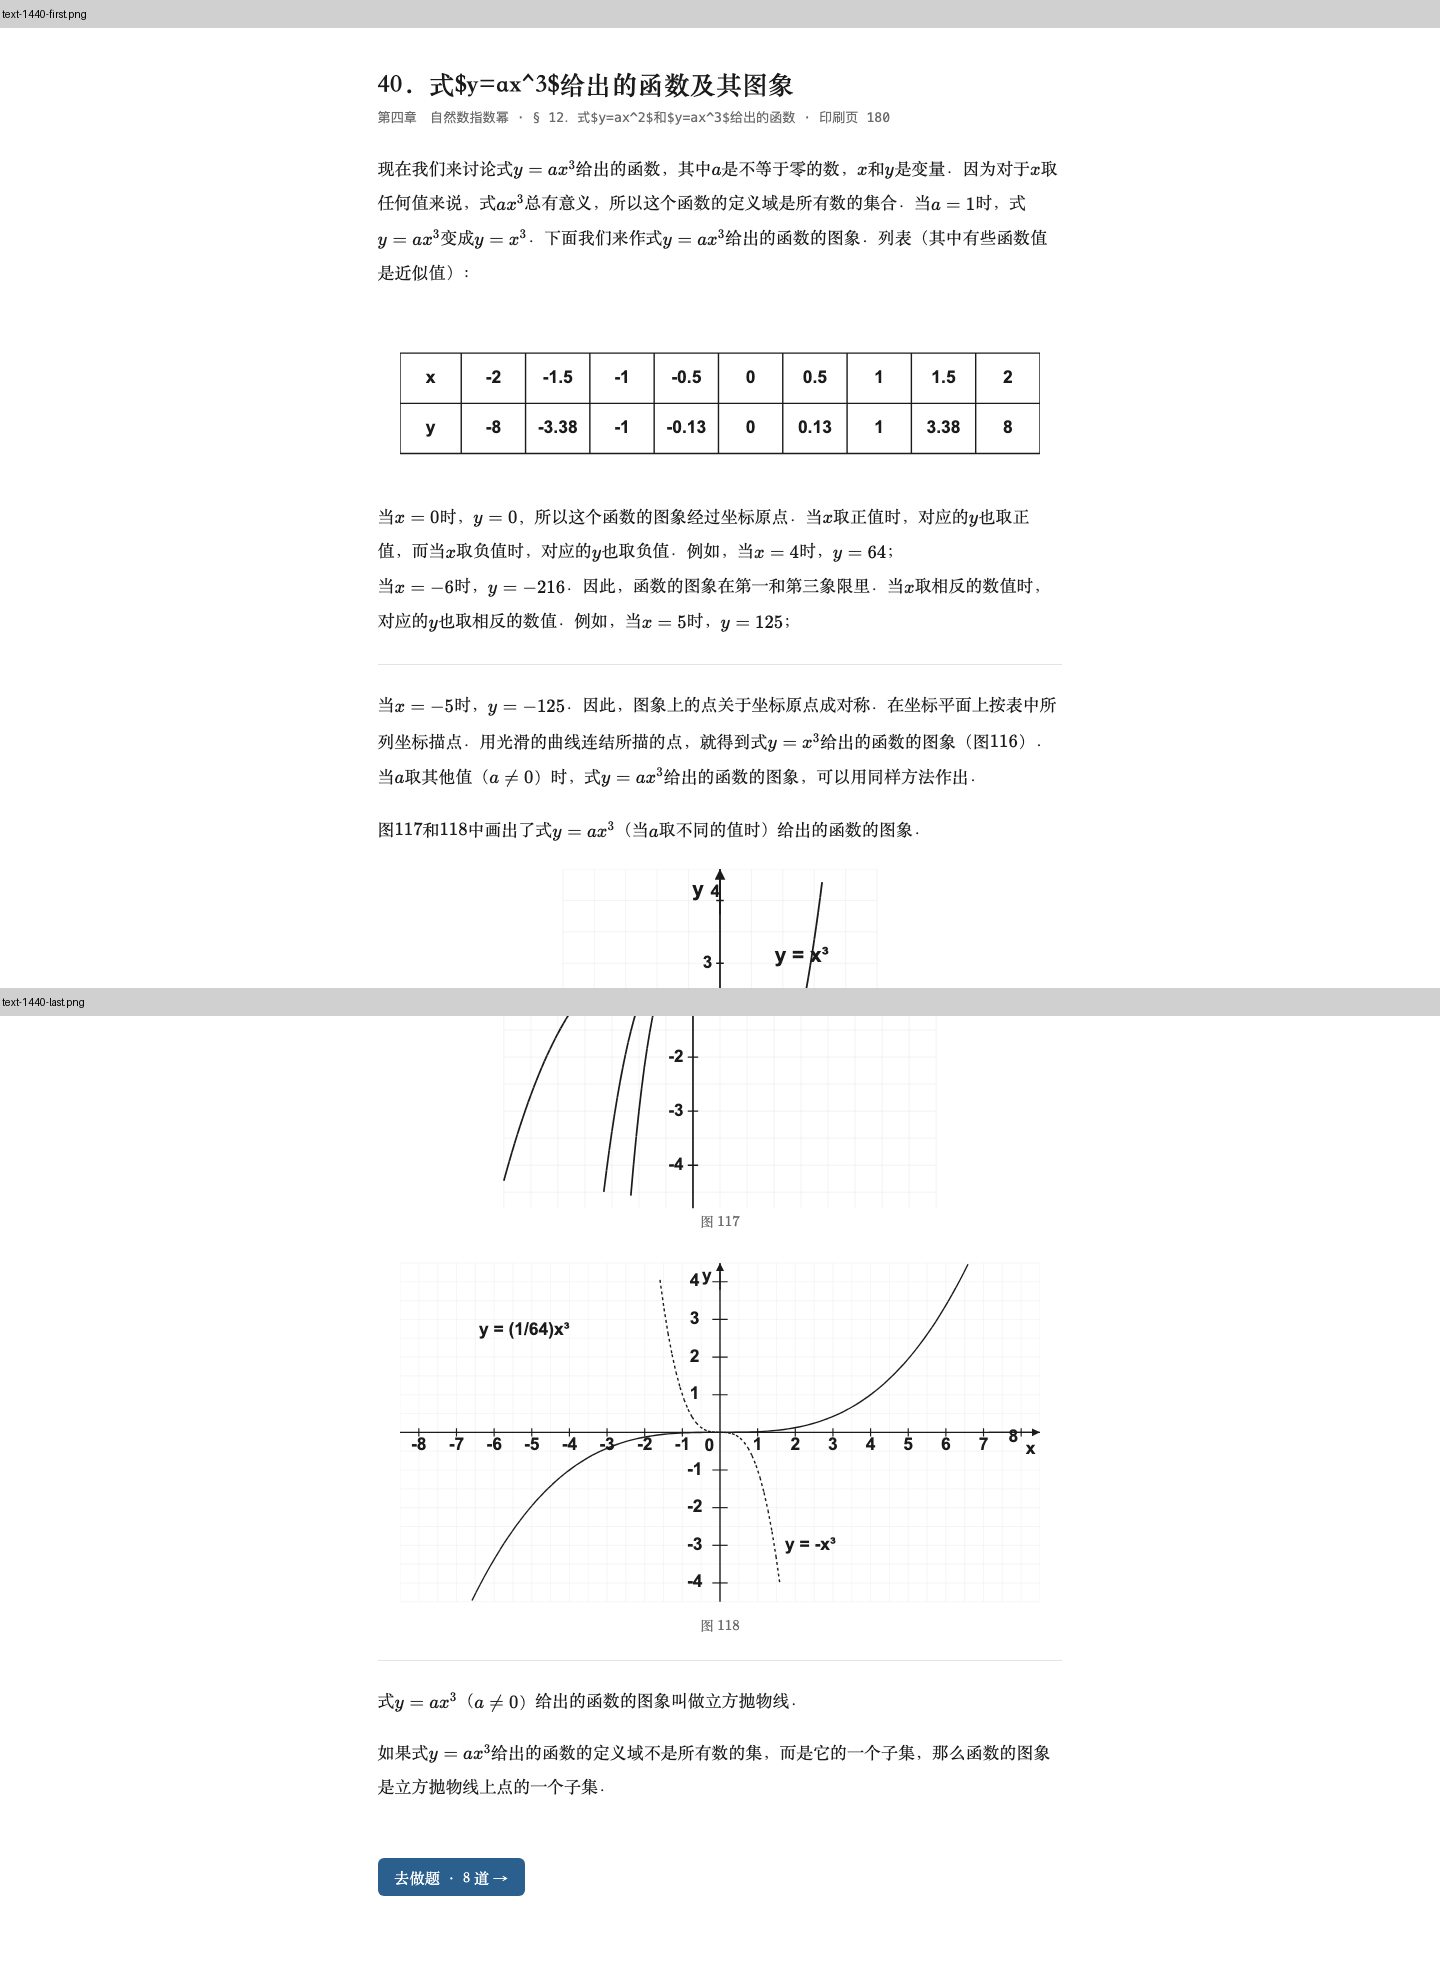 text-1440-first.png
40．式$y=ax^3$给出的函数及其图象
第四章 自然数指数幂 · § 12. 式$y=ax^2$和$y=ax^3$给出的函数 · 印刷页 180
现在我们来讨论式y = ax³给出的函数，其中a是不等于零的数，x和y是变量．因为对于x取
任何值来说，式ax³总有意义，所以这个函数的定义域是所有数的集合．当a = 1时，式
y = ax³变成y = x³．下面我们来作式y = ax³给出的函数的图象．列表（其中有些函数值
是近似值）：
x -2 -1.5 -1 -0.5 0 0.5 1 1.5 2
y -8 -3.38 -1 -0.13 0 0.13 1 3.38 8
当x = 0时，y = 0，所以这个函数的图象经过坐标原点．当x取正值时，对应的y也取正
值，而当x取负值时，对应的y也取负值．例如，当x = 4时，y = 64；
当x = −6时，y = −216．因此，函数的图象在第一和第三象限里．当x取相反的数值时，
对应的y也取相反的数值．例如，当x = 5时，y = 125；
当x = −5时，y = −125．因此，图象上的点关于坐标原点成对称．在坐标平面上按表中所
列坐标描点．用光滑的曲线连结所描的点，就得到式y = x³给出的函数的图象（图116）．
当a取其他值（a ≠ 0）时，式y = ax³给出的函数的图象，可以用同样方法作出．
图117和118中画出了式y = ax³（当a取不同的值时）给出的函数的图象．
y 4
y = x³
3
text-1440-last.png
-2
-3
-4
图 117
4 y
3
y = (1/64)x³
2
1
-8 -7 -6 -5 -4 -3 -2 -1 0 1 2 3 4 5 6 7 8 x
-1
-2
-3
y = -x³
-4
图 118
式y = ax³（a ≠ 0）给出的函数的图象叫做立方抛物线．
如果式y = ax³给出的函数的定义域不是所有数的集，而是它的一个子集，那么函数的图象
是立方抛物线上点的一个子集．
去做题 · 8 道 →